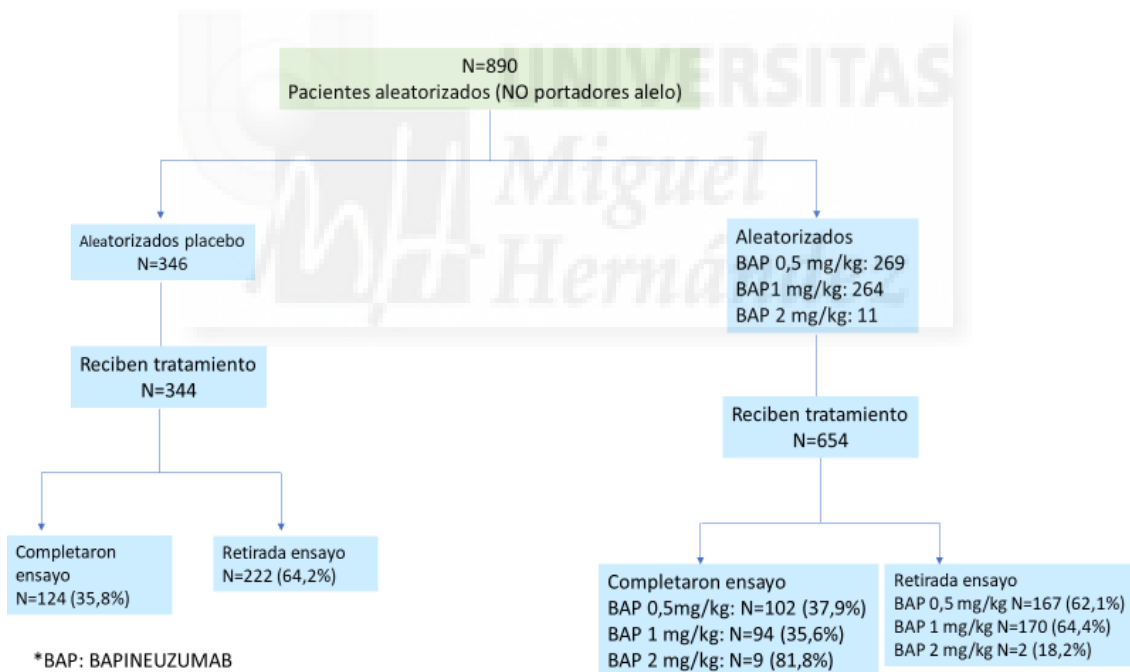 UNIVERSITAS
Miguel
Hernández
N=890
Pacientes aleatorizados (NO portadores alelo)
Aleatorizados placebo
N=346
Aleatorizados
BAP 0,5 mg/kg: 269
BAP1 mg/kg: 264
BAP 2 mg/kg: 11
Reciben tratamiento
N=344
Reciben tratamiento
N=654
Completaron
ensayo
N=124 (35,8%)
Retirada ensayo
N=222 (64,2%)
Completaron ensayo
BAP 0,5mg/kg: N=102 (37,9%)
BAP 1 mg/kg: N=94 (35,6%)
BAP 2 mg/kg: N=9 (81,8%)
Retirada ensayo
BAP 0,5 mg/kg N=167 (62,1%)
BAP 1 mg/kg N=170 (64,4%)
BAP 2 mg/kg N=2 (18,2%)
*BAP: BAPINEUZUMAB